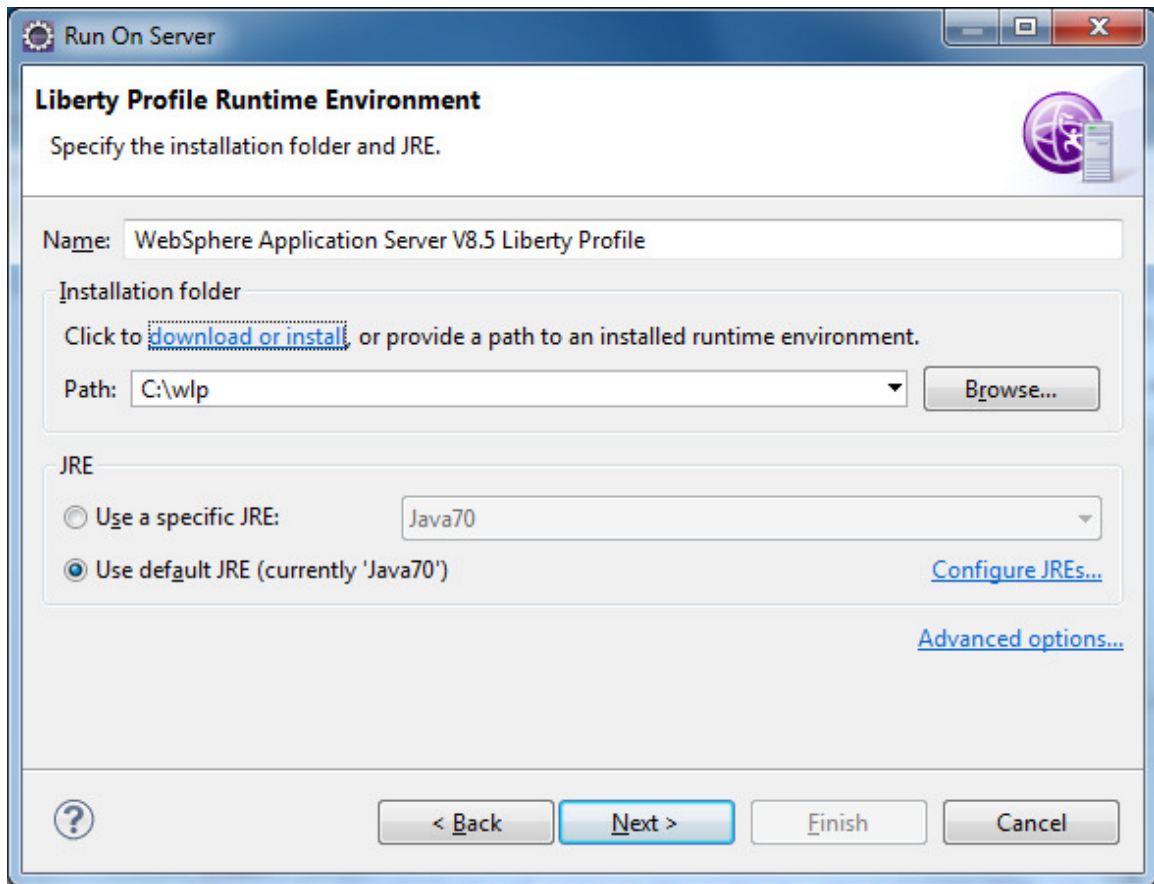 Run On Server
Liberty Profile Runtime Environment
Specify the installation folder and JRE.
Name: WebSphere Application Server V8.5 Liberty Profile
Installation folder
Click to download or install, or provide a path to an installed runtime environment.
Path: C:\wlp Browse...
JRE
Use a specific JRE: Java70
Use default JRE (currently 'Java70') Configure JREs...
Advanced options...
? < Back Next > Finish Cancel